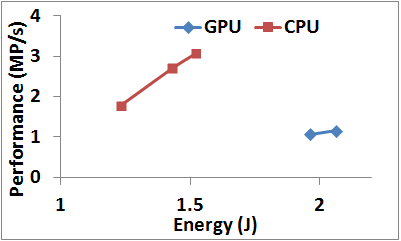 GPU CPU
Performance (MP/s)
4
3
2
1
0
1 1.5 2
Energy (J)